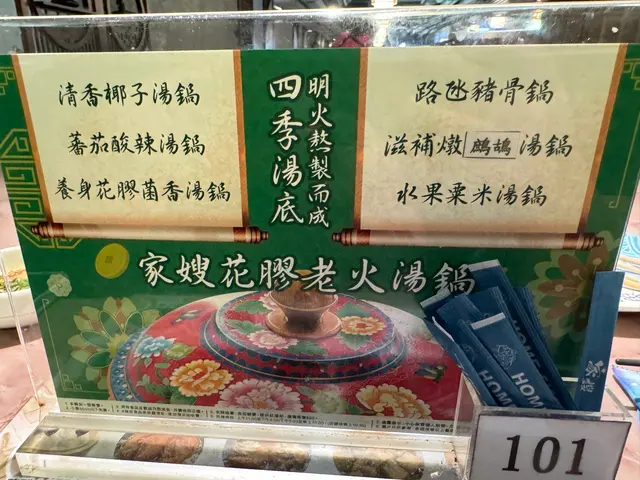 清香椰子湯鍋
蕃茄酸辣湯鍋
養身花膠菌香湯鍋
四季湯底
明火熬製而成
路氹豬骨鍋
滋補燉鷓鴣湯鍋
水果粟米湯鍋
家嫂花膠老火湯鍋
HOM
HOM
101